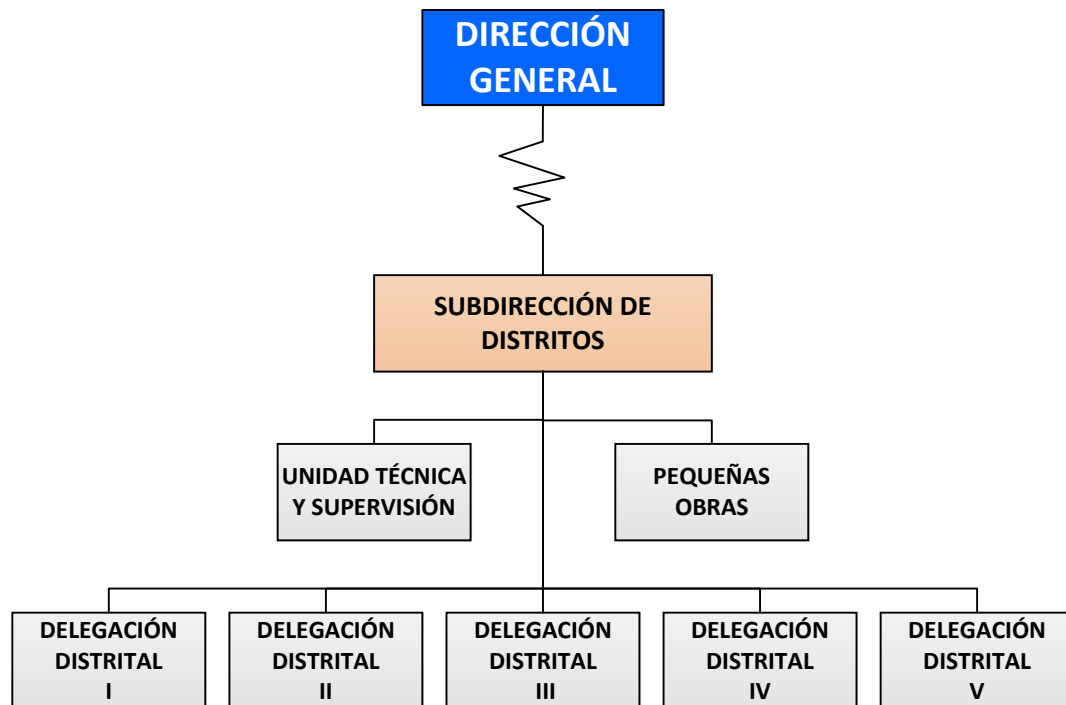 DIRECCIÓN
GENERAL
SUBDIRECCIÓN DE
DISTRITOS
UNIDAD TÉCNICA
Y SUPERVISIÓN
PEQUEÑAS
OBRAS
DELEGACIÓN
DISTRITAL
I
DELEGACIÓN
DISTRITAL
II
DELEGACIÓN
DISTRITAL
III
DELEGACIÓN
DISTRITAL
IV
DELEGACIÓN
DISTRITAL
V